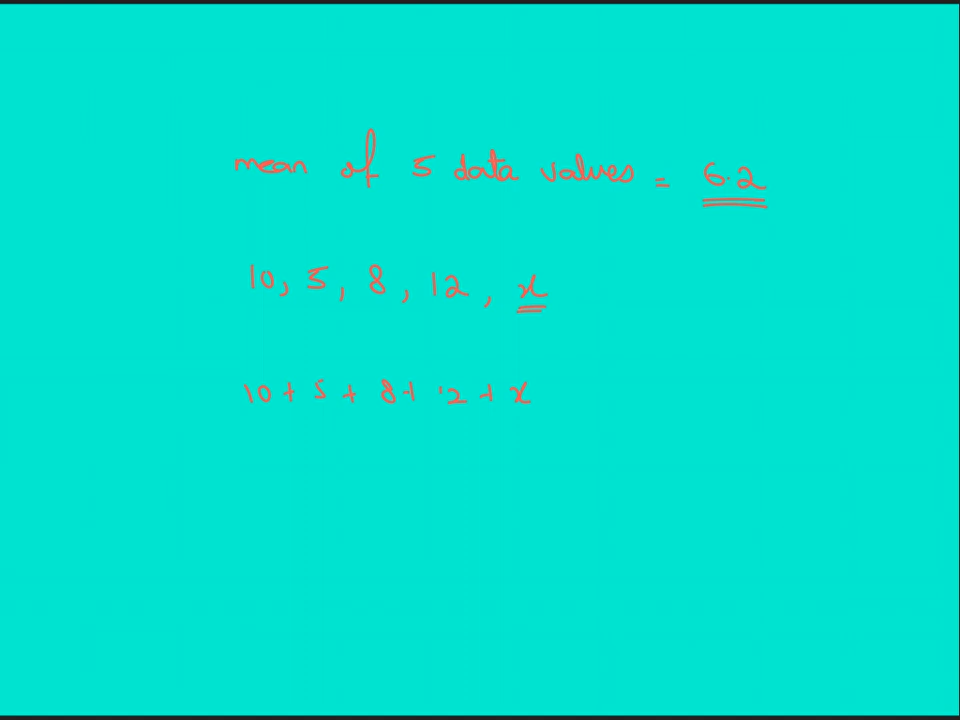 mean of 5 data values = 6.2
10, 5, 8, 12, x
10 + 5 + 8 + 12 + x